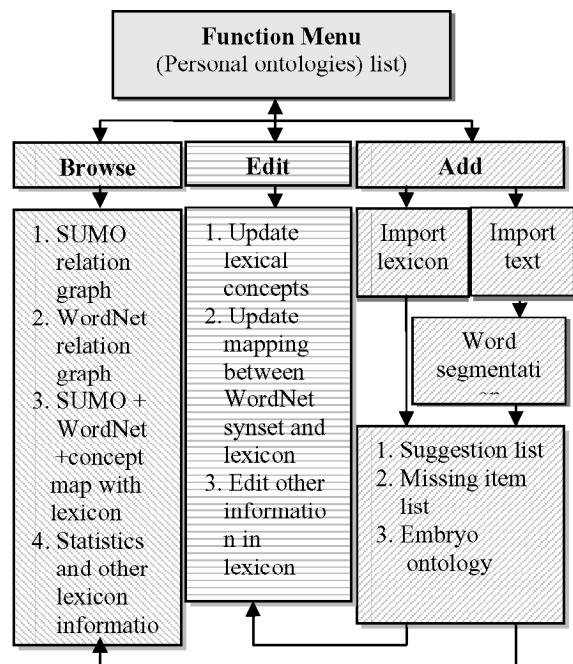 Function Menu
(Personal ontologies) list)
Browse
Edit
Add
1. SUMO
relation
graph
2. WordNet
relation
graph
3. SUMO +
WordNet
+concept
map with
lexicon
4. Statistics
and other
lexicon
informatio
1. Update
lexical
concepts
2. Update
mapping
between
WordNet
synset and
lexicon
3. Edit other
informatio
n in
lexicon
Import
lexicon
Import
text
Word
segmentati
1. Suggestion list
2. Missing item
list
3. Embryo
ontology